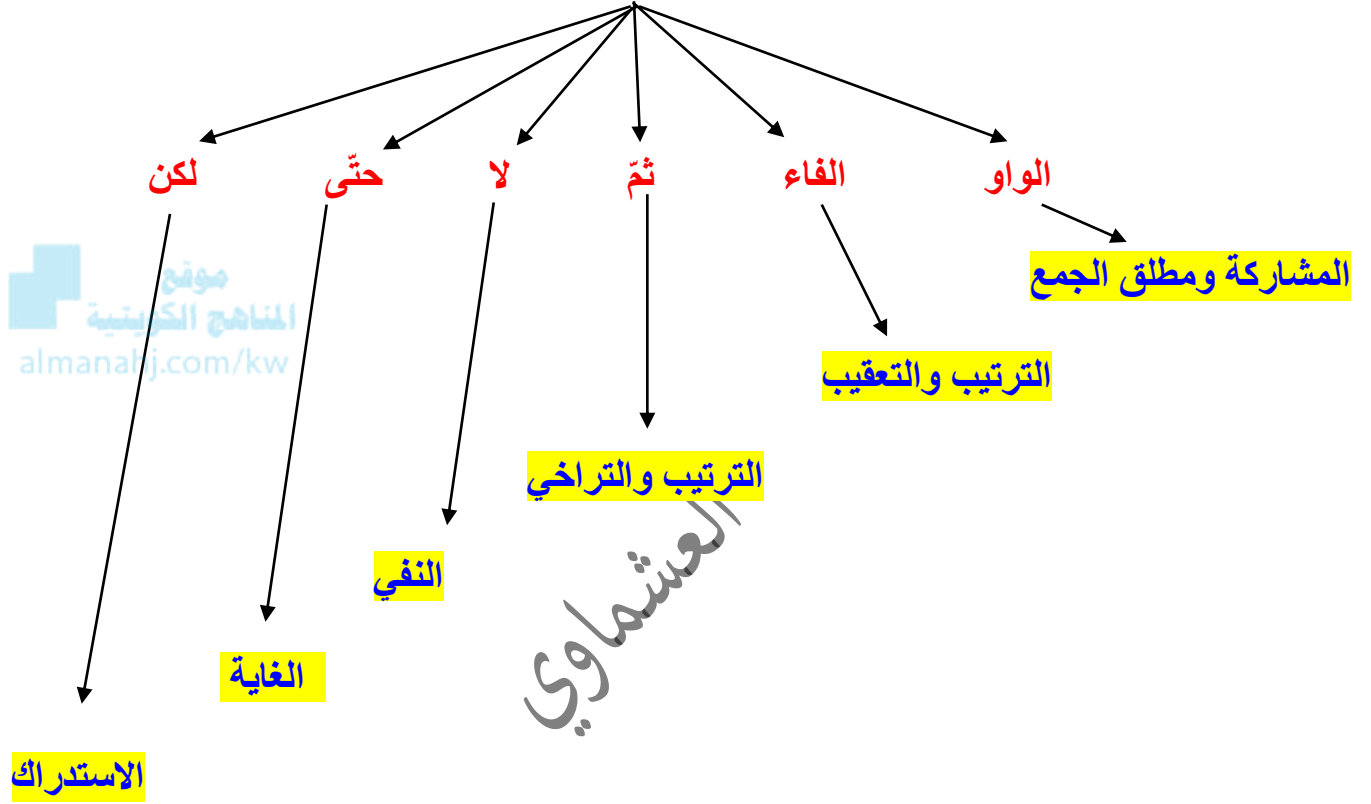 الواو
الفاء
ثمّ
لا
حتّى
لكن
المشاركة ومطلق الجمع
موقع
المناهج الكويتية
almanahj.com/kw
الترتيب والتعقيب
الترتيب والتراخي
العشماوي
النفي
الغاية
الاستدراك